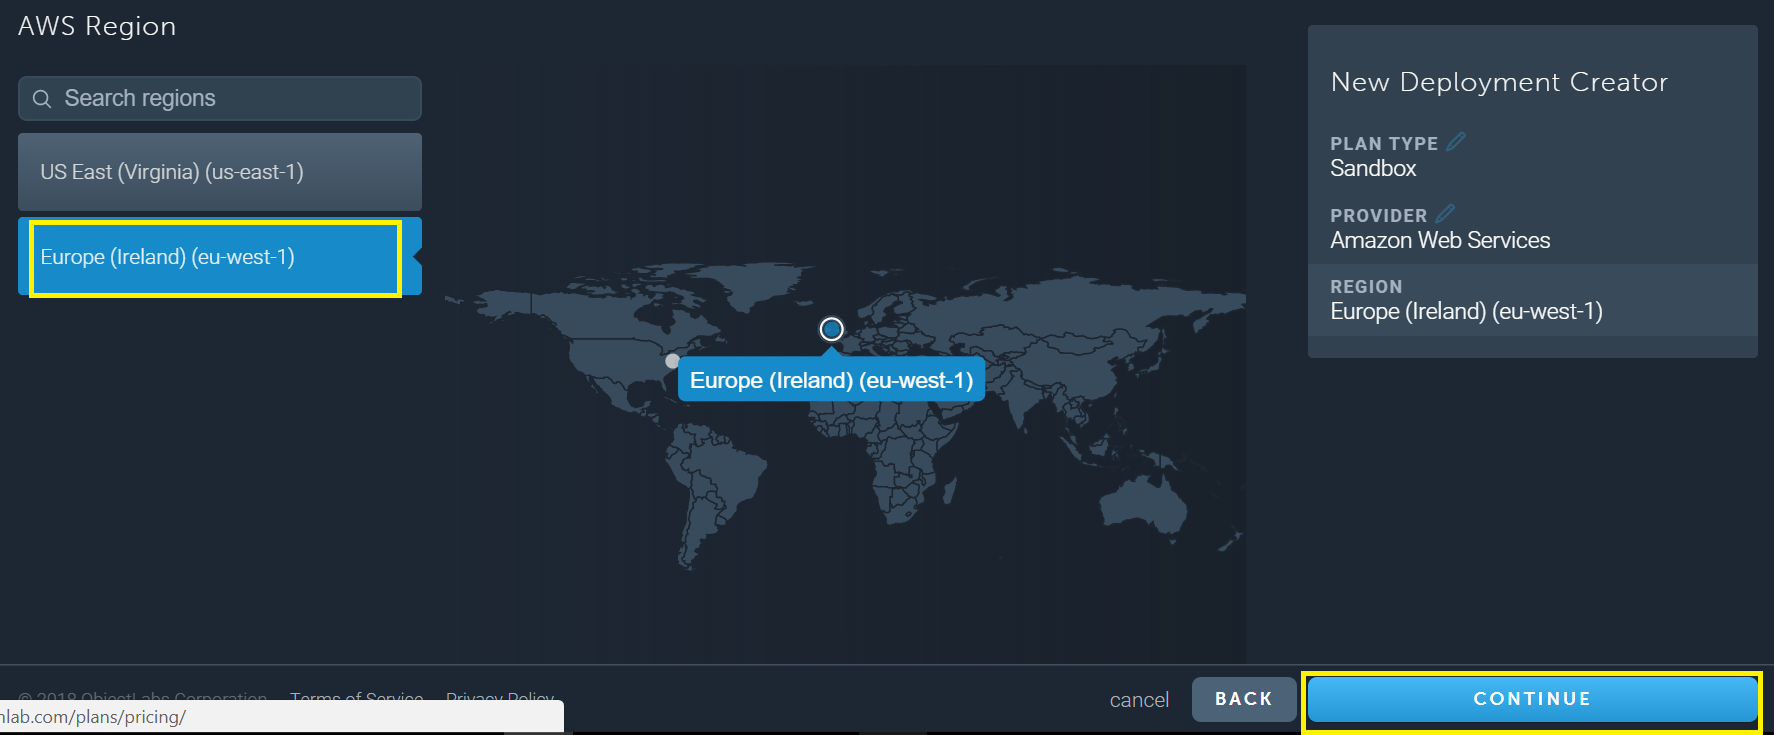 AWS Region
Search regions
US East (Virginia) (us-east-1)
Europe (Ireland) (eu-west-1)
Europe (Ireland) (eu-west-1)
New Deployment Creator
PLAN TYPE
Sandbox
PROVIDER
Amazon Web Services
REGION
Europe (Ireland) (eu-west-1)
© 2018 ObjectLabs Corporation Terms of Service Privacy Policy
lab.com/plans/pricing/
cancel BACK CONTINUE